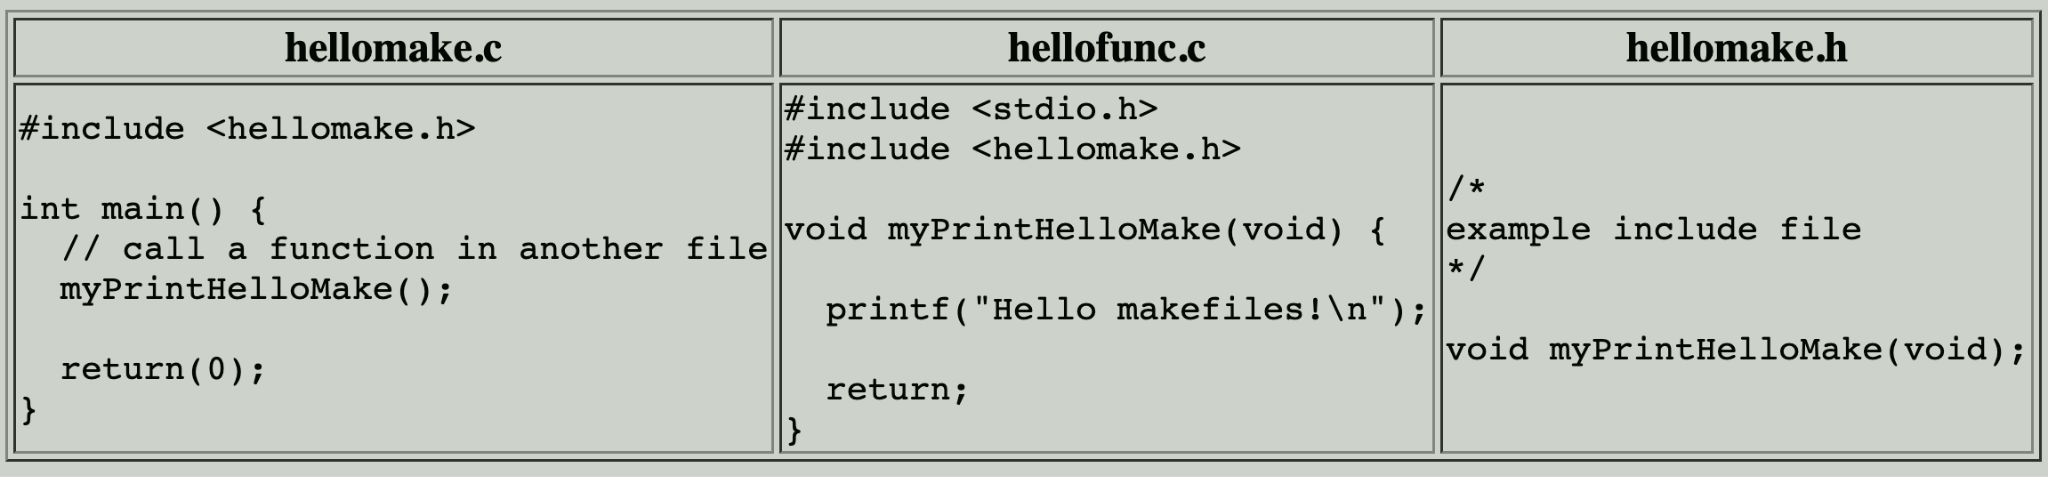 hellomake.c
#include <hellomake.h>
int main() {
  // call a function in another file
  myPrintHelloMake();
  return(0);
}
hellofunc.c
#include <stdio.h>
#include <hellomake.h>
void myPrintHelloMake(void) {
  printf("Hello makefiles!\n");
  return;
}
hellomake.h
/*
example include file
*/
void myPrintHelloMake(void);